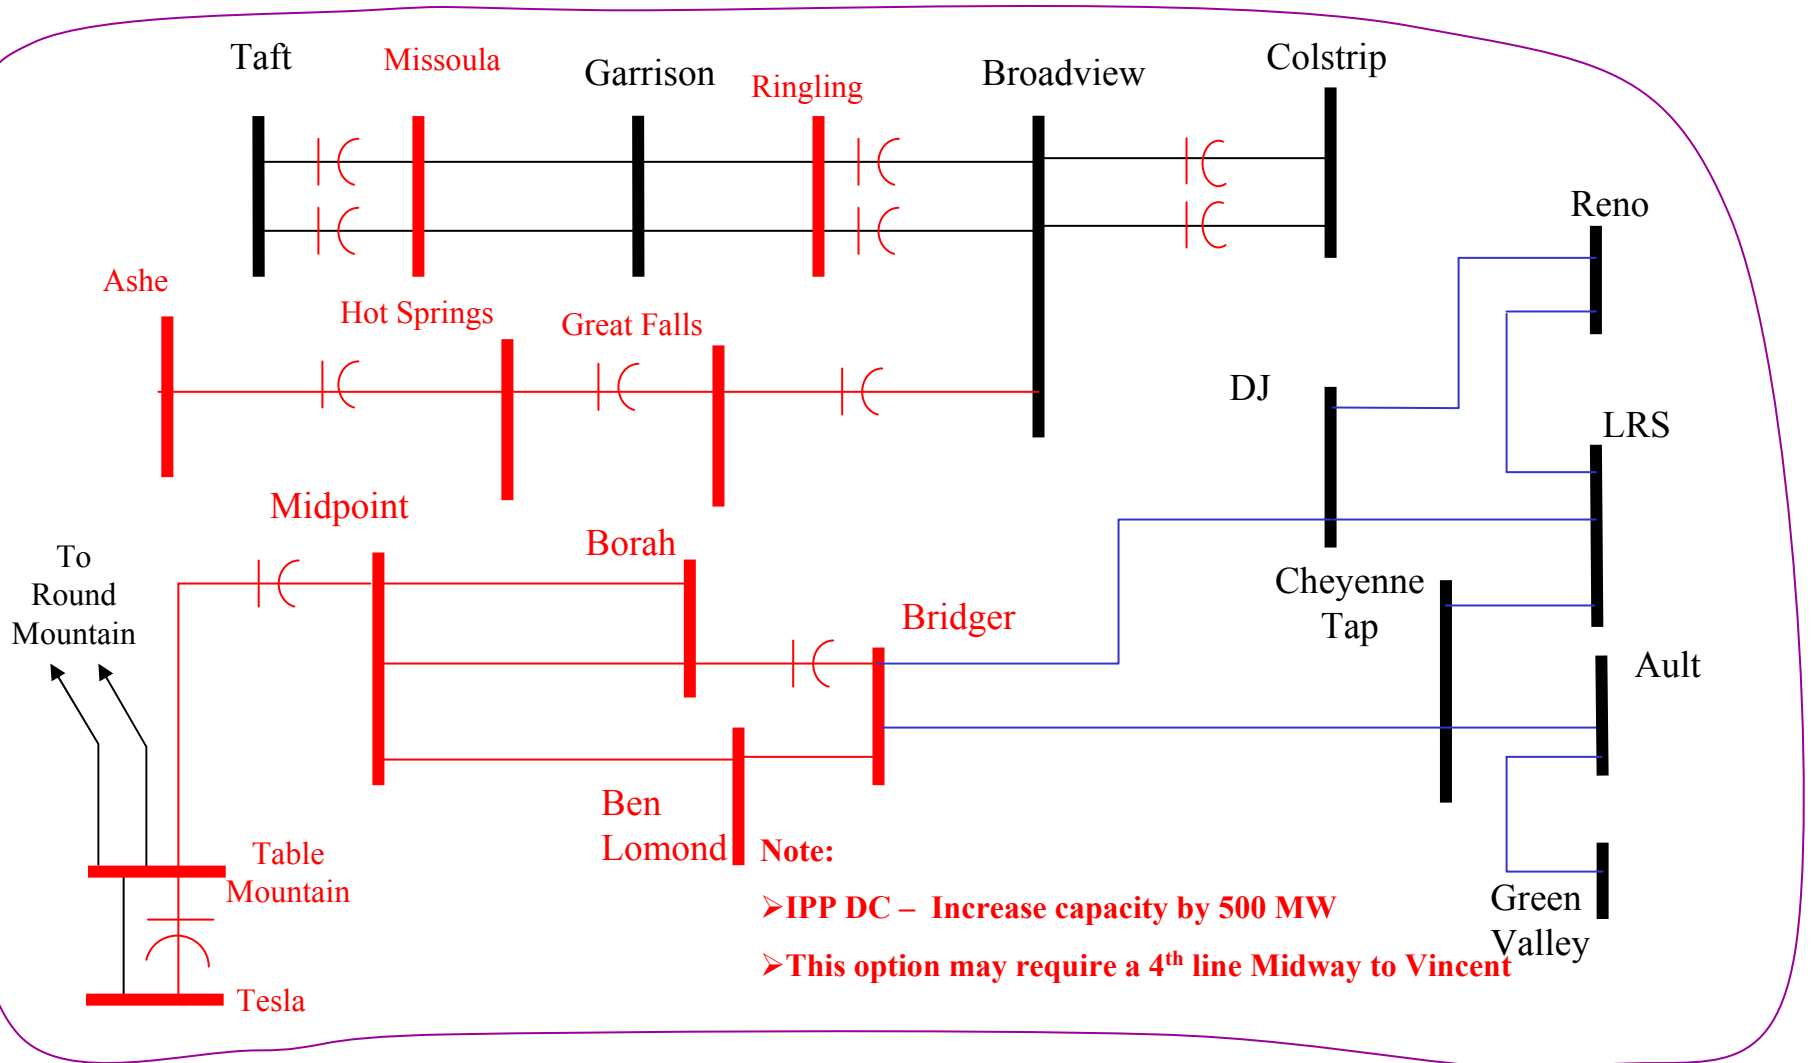 Taft
Missoula
Garrison
Ringling
Broadview
Colstrip
Reno
Ashe
Hot Springs
Great Falls
DJ
LRS
Midpoint
Borah
To
Round
Mountain
Bridger
Cheyenne
Tap
Ault
Ben
Lomond
Table
Mountain
Note:
➢IPP DC – Increase capacity by 500 MW
➢This option may require a 4th line Midway to Vincent
Green
Valley
Tesla